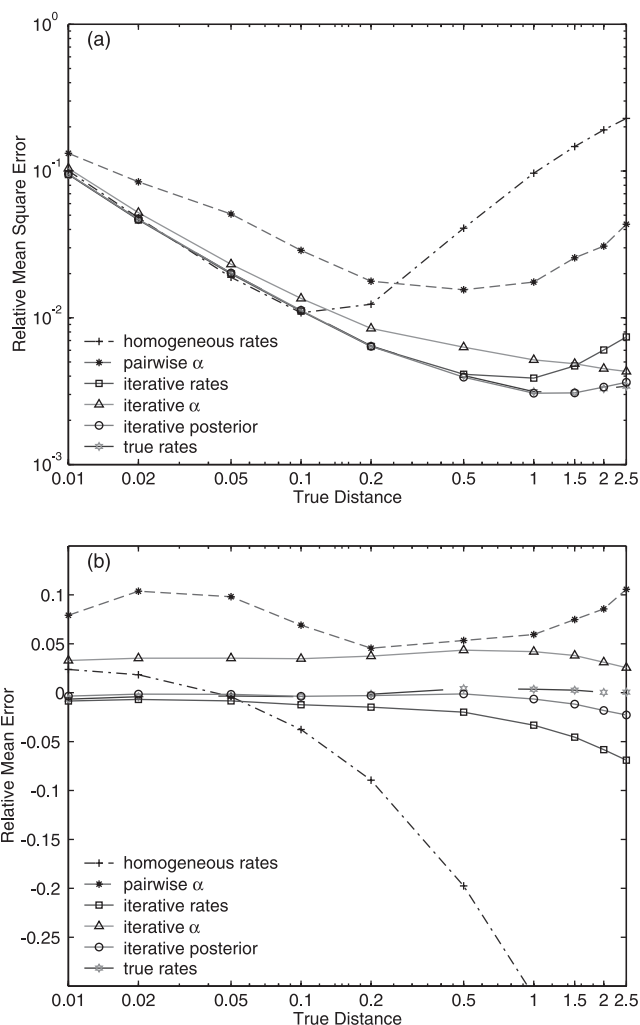 (a)
Relative Mean Square Error
10^0
10^-1
10^-2
10^-3
homogeneous rates
pairwise α
iterative rates
iterative α
iterative posterior
true rates
0.01 0.02 0.05 0.1 0.2 0.5 1 1.5 2 2.5
True Distance
(b)
Relative Mean Error
0.1
0.05
0
-0.05
-0.1
-0.15
-0.2
-0.25
homogeneous rates
pairwise α
iterative rates
iterative α
iterative posterior
true rates
0.01 0.02 0.05 0.1 0.2 0.5 1 1.5 2 2.5
True Distance